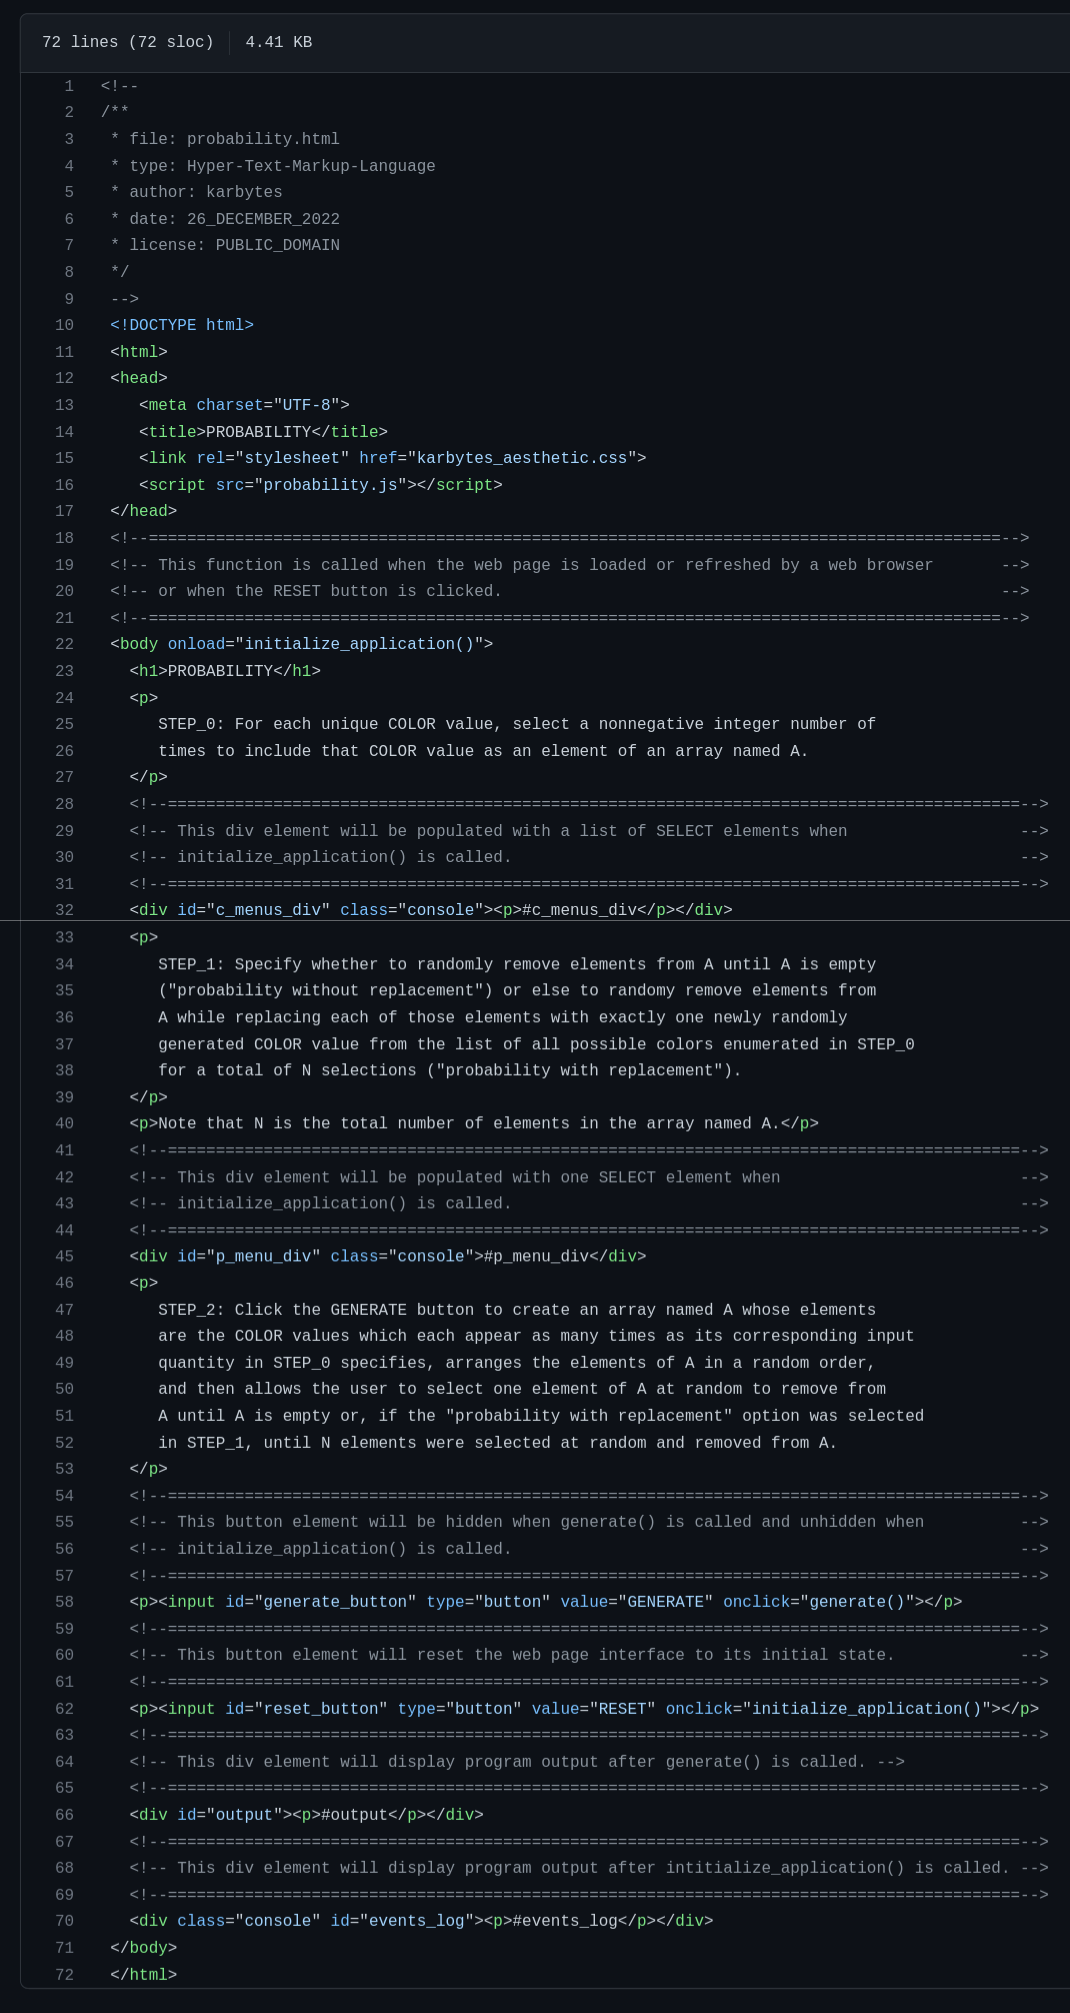 72 lines (72 sloc) 4.41 KB
1 <!--
2 /**
3  * file: probability.html
4  * type: Hyper-Text-Markup-Language
5  * author: karbytes
6  * date: 26_DECEMBER_2022
7  * license: PUBLIC_DOMAIN
8  */
9  -->
10  <!DOCTYPE html>
11  <html>
12  <head>
13     <meta charset="UTF-8">
14     <title>PROBABILITY</title>
15     <link rel="stylesheet" href="karbytes_aesthetic.css">
16     <script src="probability.js"></script>
17  </head>
18  <!--=========================================================================================-->
19  <!-- This function is called when the web page is loaded or refreshed by a web browser       -->
20  <!-- or when the RESET button is clicked.                                                    -->
21  <!--=========================================================================================-->
22  <body onload="initialize_application()">
23    <h1>PROBABILITY</h1>
24    <p>
25       STEP_0: For each unique COLOR value, select a nonnegative integer number of
26       times to include that COLOR value as an element of an array named A.
27    </p>
28    <!--=========================================================================================-->
29    <!-- This div element will be populated with a list of SELECT elements when                  -->
30    <!-- initialize_application() is called.                                                     -->
31    <!--=========================================================================================-->
32    <div id="c_menus_div" class="console"><p>#c_menus_div</p></div>
33    <p>
34       STEP_1: Specify whether to randomly remove elements from A until A is empty
35       ("probability without replacement") or else to randomy remove elements from
36       A while replacing each of those elements with exactly one newly randomly
37       generated COLOR value from the list of all possible colors enumerated in STEP_0
38       for a total of N selections ("probability with replacement").
39    </p>
40    <p>Note that N is the total number of elements in the array named A.</p>
41    <!--=========================================================================================-->
42    <!-- This div element will be populated with one SELECT element when                         -->
43    <!-- initialize_application() is called.                                                     -->
44    <!--=========================================================================================-->
45    <div id="p_menu_div" class="console">#p_menu_div</div>
46    <p>
47       STEP_2: Click the GENERATE button to create an array named A whose elements
48       are the COLOR values which each appear as many times as its corresponding input
49       quantity in STEP_0 specifies, arranges the elements of A in a random order,
50       and then allows the user to select one element of A at random to remove from
51       A until A is empty or, if the "probability with replacement" option was selected
52       in STEP_1, until N elements were selected at random and removed from A.
53    </p>
54    <!--=========================================================================================-->
55    <!-- This button element will be hidden when generate() is called and unhidden when          -->
56    <!-- initialize_application() is called.                                                     -->
57    <!--=========================================================================================-->
58    <p><input id="generate_button" type="button" value="GENERATE" onclick="generate()"></p>
59    <!--=========================================================================================-->
60    <!-- This button element will reset the web page interface to its initial state.             -->
61    <!--=========================================================================================-->
62    <p><input id="reset_button" type="button" value="RESET" onclick="initialize_application()"></p>
63    <!--=========================================================================================-->
64    <!-- This div element will display program output after generate() is called. -->
65    <!--=========================================================================================-->
66    <div id="output"><p>#output</p></div>
67    <!--=========================================================================================-->
68    <!-- This div element will display program output after intitialize_application() is called. -->
69    <!--=========================================================================================-->
70    <div class="console" id="events_log"><p>#events_log</p></div>
71  </body>
72  </html>